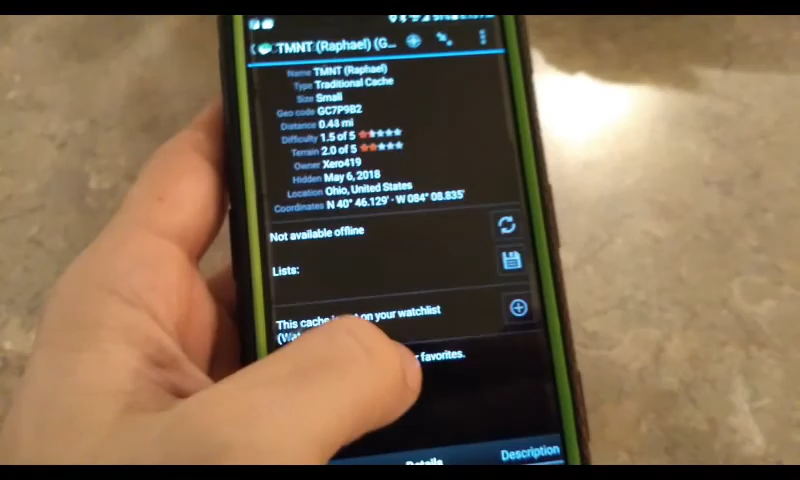 TMNT (Raphael) (G...
Name TMNT (Raphael)
Type Traditional Cache
Size Small
Geo code GC7P9B2
Distance 0.43 mi
Difficulty 1.5 of 5
Terrain 2.0 of 5
Owner Xero419
Hidden May 6, 2018
Location Ohio, United States
Coordinates N 40° 46.129' · W 084° 08.835'
Not available offline
Lists:
This cache on your watchlist
favorites.
Details
Description